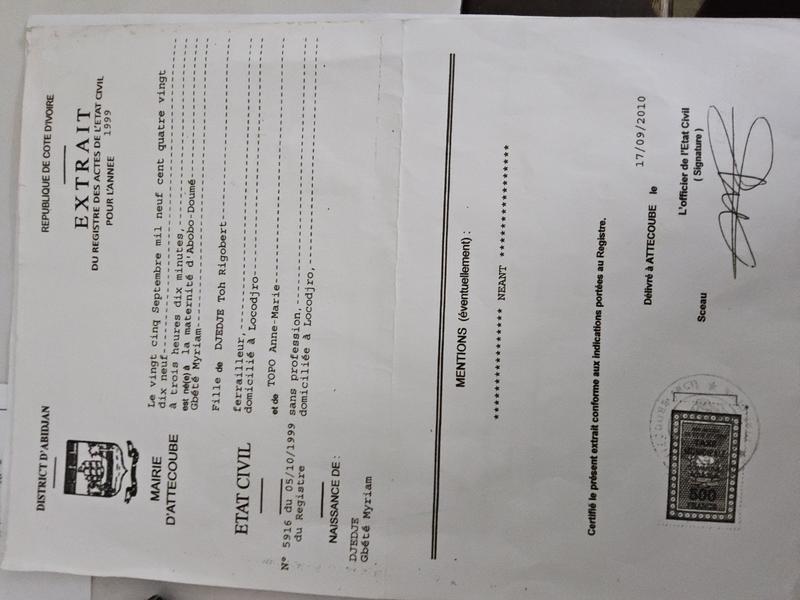 DISTRICT D'ABIDJAN
MAIRIE
D'ATTECOUBE
ETAT CIVIL
N° 5916 du 05/10/1999
du Registre
NAISSANCE DE :
DJEDJE
Gbété Myriam
REPUBLIQUE DE COTE D'IVOIRE
EXTRAIT
DU REGISTRE DES ACTES DE L'ETAT CIVIL
POUR L'ANNEE 1999
Le vingt cinq Septembre mil neuf cent quatre vingt
dix neuf--------------------------------------------
à trois heures dix minutes,-------------------------
est né(e) à la maternité d'Abobo-Doumé
Gbété Myriam----------------------------------------
Fille de DJEDJE Toh Rigobert------------------------
ferrailleur,----------------------------------------
domicilié à Locodjro--------------------------------
et de TOPO Anne-Marie-------------------------------
sans profession,------------------------------------
domiciliée à Locodjro,------------------------------
MENTIONS (éventuellement) :
***************** NEANT *****************
Certifié le présent extrait conforme aux indications portées au Registre.
Délivré à ATTECOUBE le 17/09/2010
L'officier de l'Etat Civil
( Signature )
Sceau
500
FRANCS